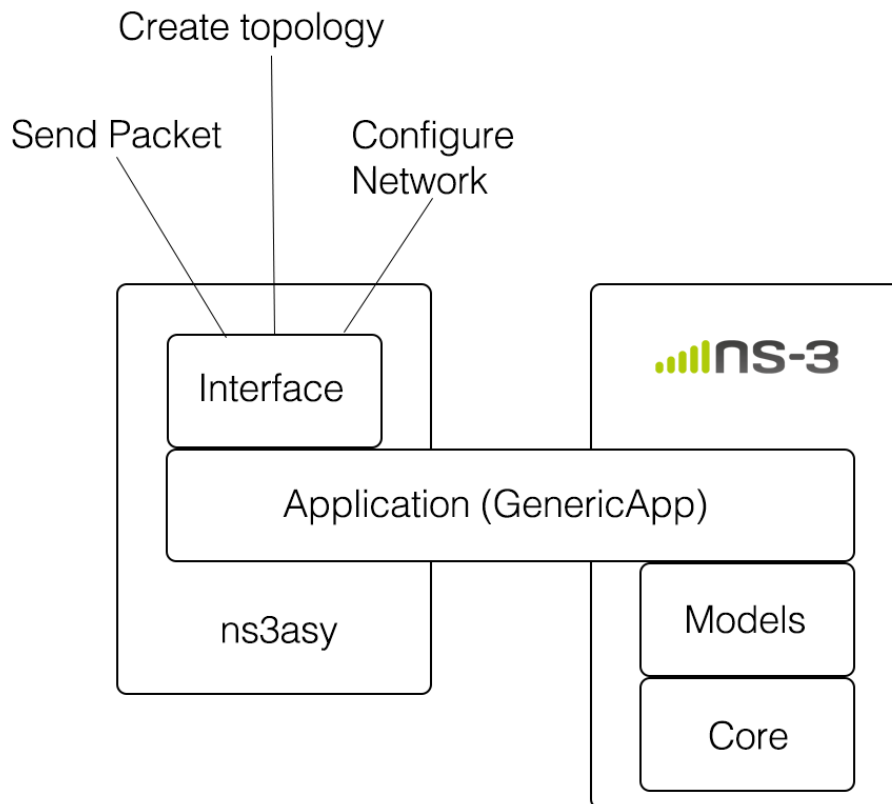 Create topology
Send Packet
Configure
Network
Interface
ns-3
Application (GenericApp)
ns3asy
Models
Core